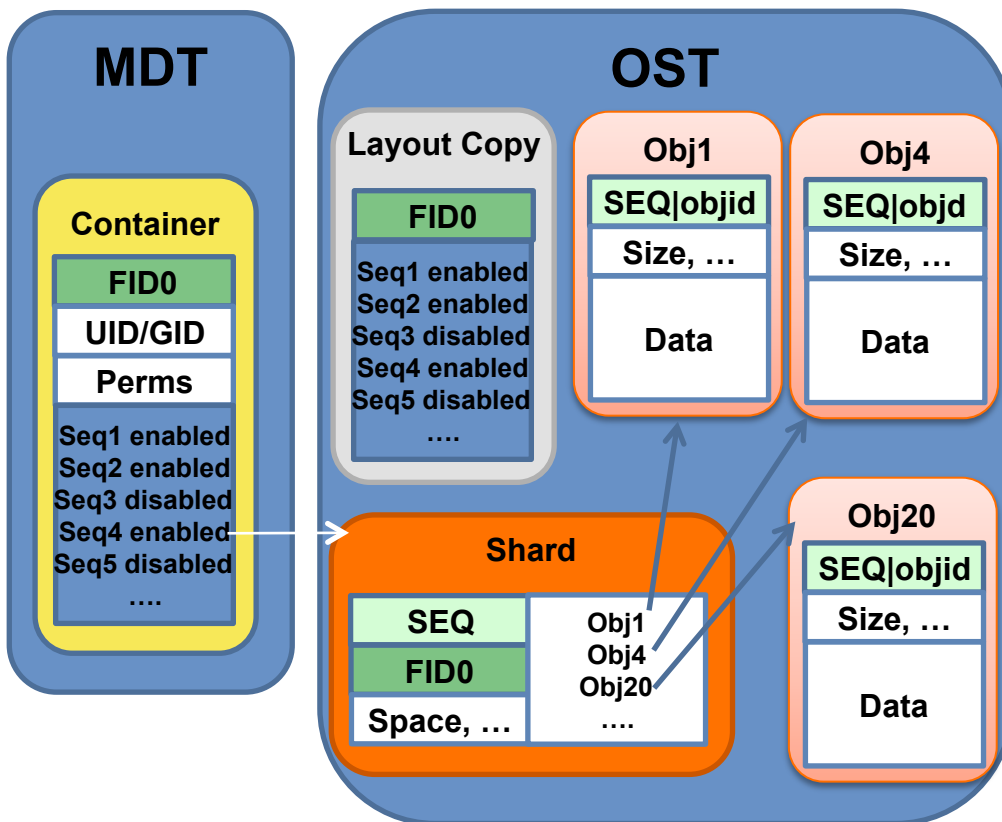 MDT
Container
FID0
UID/GID
Perms
Seq1 enabled
Seq2 enabled
Seq3 disabled
Seq4 enabled
Seq5 disabled
....
OST
Layout Copy
FID0
Seq1 enabled
Seq2 enabled
Seq3 disabled
Seq4 enabled
Seq5 disabled
....
Obj1
SEQ|objid
Size, …
Data
Obj4
SEQ|objd
Size, …
Data
Shard
SEQ
FID0
Space, …
Obj1
Obj4
Obj20
....
Obj20
SEQ|objid
Size, …
Data